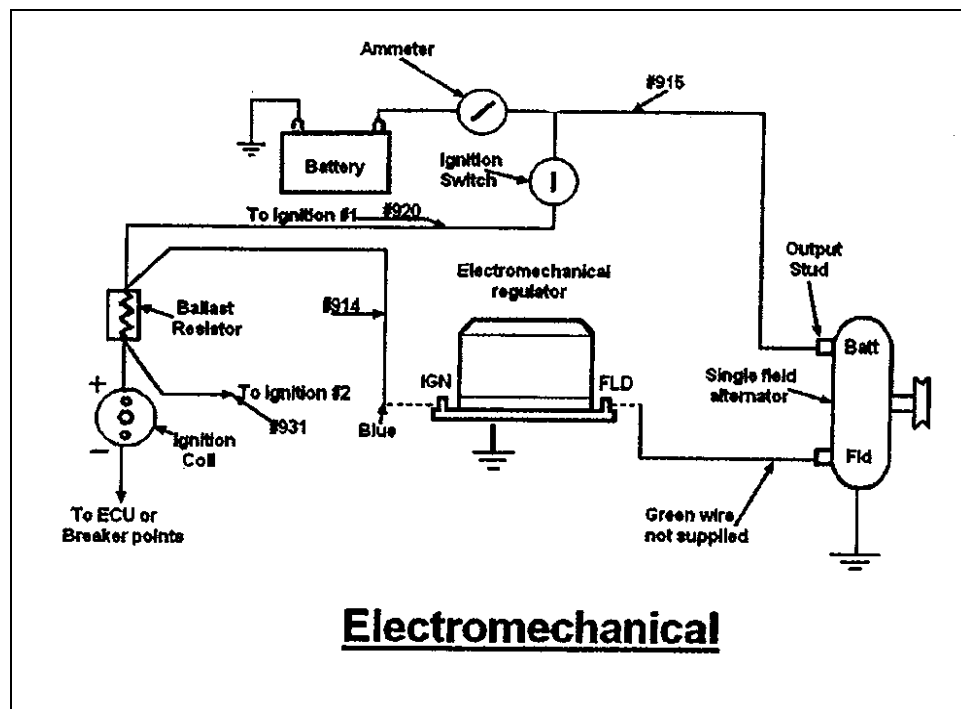 Ammeter
#915
Battery
Ignition
Switch
To Ignition #1
#920
Output
Stud
Electromechanical
regulator
Ballast
Resistor
#914
Batt
IGN
FLD
Single field
alternator
+
To Ignition #2
Blue
#931
Ignition
Coil
−
Fld
To ECU or
Breaker points
Green wire
not supplied
Electromechanical